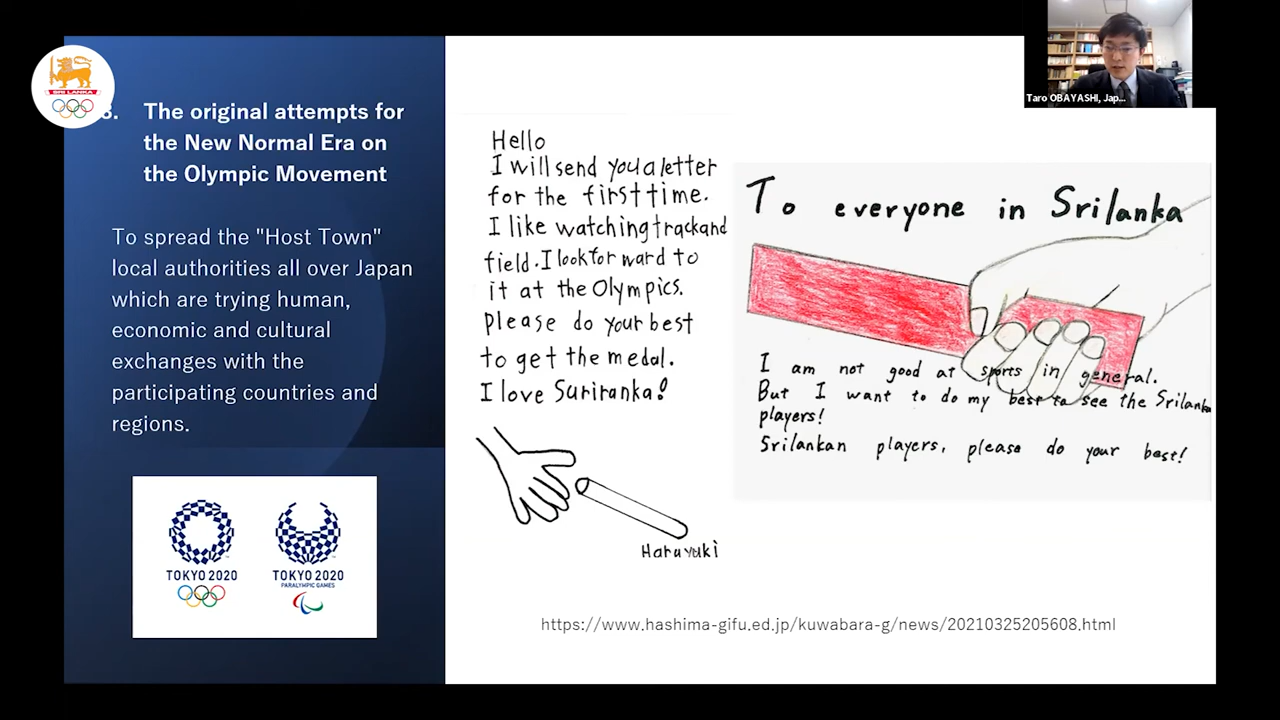 SRI LANKA
The original attempts for
the New Normal Era on
the Olympic Movement
To spread the "Host Town"
local authorities all over Japan
which are trying human,
economic and cultural
exchanges with the
participating countries and
regions.
TOKYO 2020
TOKYO 2020
PARALYMPIC GAMES
Hello
I will send you a letter
for the first time.
I like watching track and
field. I look for ward to
it at the Olympics.
please do your best
to get the medal.
I love Suriranka!
Haruyuki
To everyone in Srilanka
I am not good at sports in general.
But I want to do my best to see the Srilanka
players!
Srilankan players, please do your best!
https://www.hashima-gifu.ed.jp/kuwabara-g/news/20210325205608.html
Taro OBAYASHI, Jap...